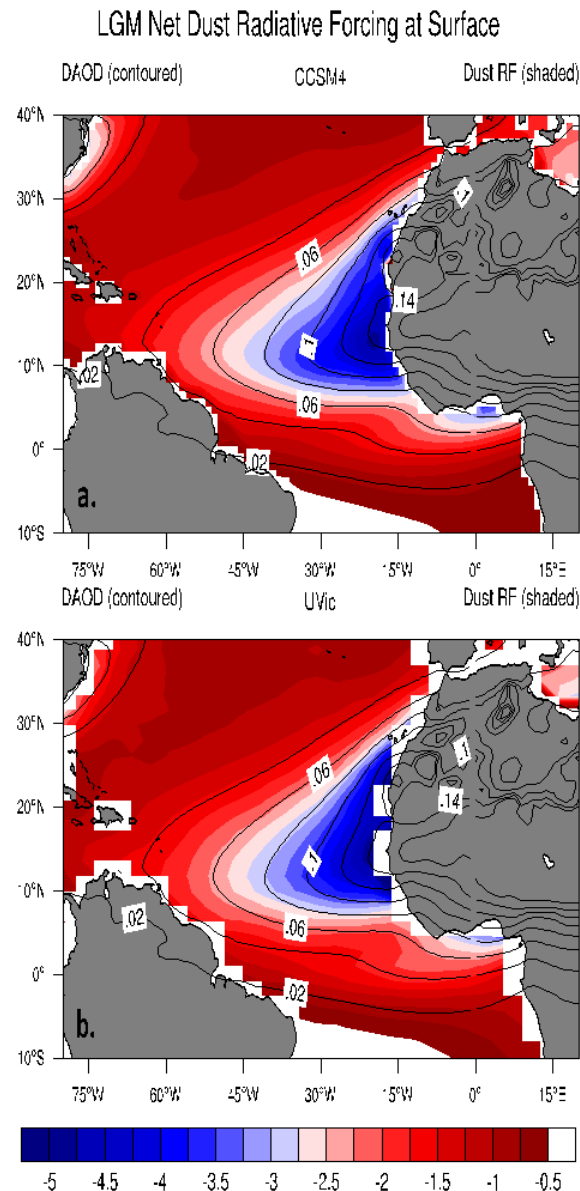 LGM Net Dust Radiative Forcing at Surface
DAOD (contoured) CCSM4 Dust RF (shaded)
40°N
30°N
20°N
10°N
0°
10°S
.1
.06
.14
.1
.02
.06
.02
a.
75°W 60°W 45°W 30°W 15°W 0° 15°E
DAOD (contoured) UVic Dust RF (shaded)
40°N
30°N
20°N
10°N
0°
10°S
.1
.06
.14
.1
.02
.06
.02
b.
75°W 60°W 45°W 30°W 15°W 0° 15°E
-5 -4.5 -4 -3.5 -3 -2.5 -2 -1.5 -1 -0.5